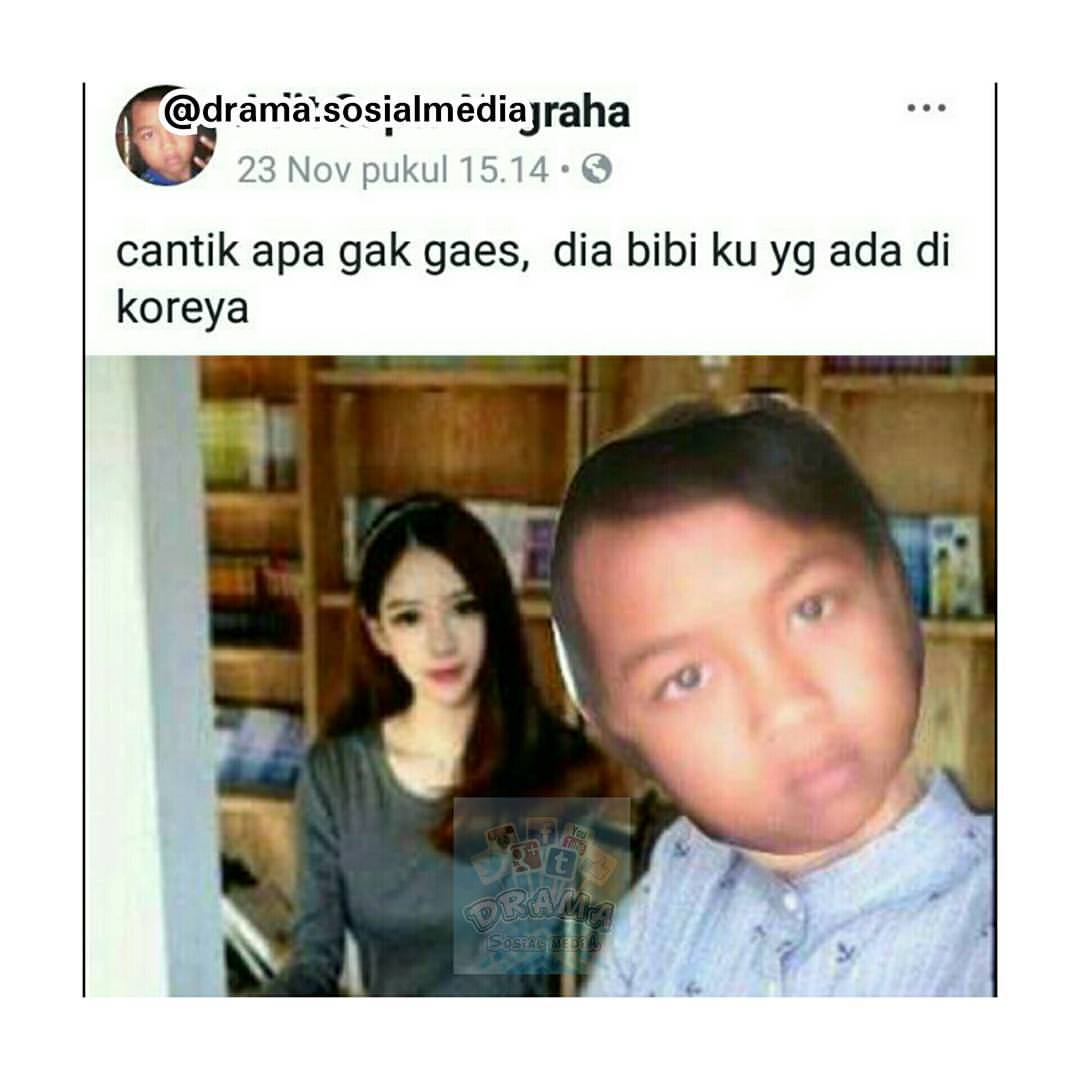 @drama.sosialmedia graha
23 Nov pukul 15.14 •
cantik apa gak gaes, dia bibi ku yg ada di
koreya
DRAMA
SOSIAL MEDIA